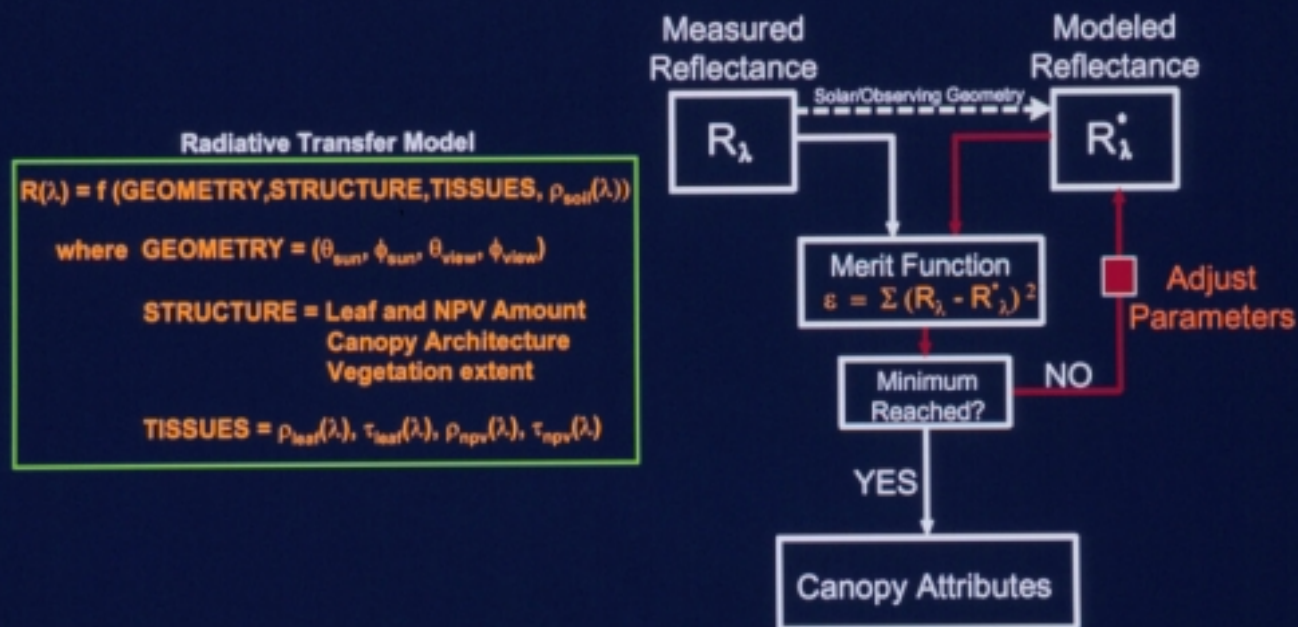 Radiative Transfer Model
R(λ) = f (GEOMETRY,STRUCTURE,TISSUES, ρsoil(λ))
where GEOMETRY = (θsun, ϕsun, θview, ϕview)
STRUCTURE = Leaf and NPV Amount
Canopy Architecture
Vegetation extent
TISSUES = ρleaf(λ), τleaf(λ), ρnpv(λ), τnpv(λ)
Measured
Reflectance
Modeled
Reflectance
Solar/Observing Geometry
Rλ
R*λ
Merit Function
ε = Σ (Rλ - R*λ)²
Adjust
Parameters
Minimum
Reached?
NO
YES
Canopy Attributes